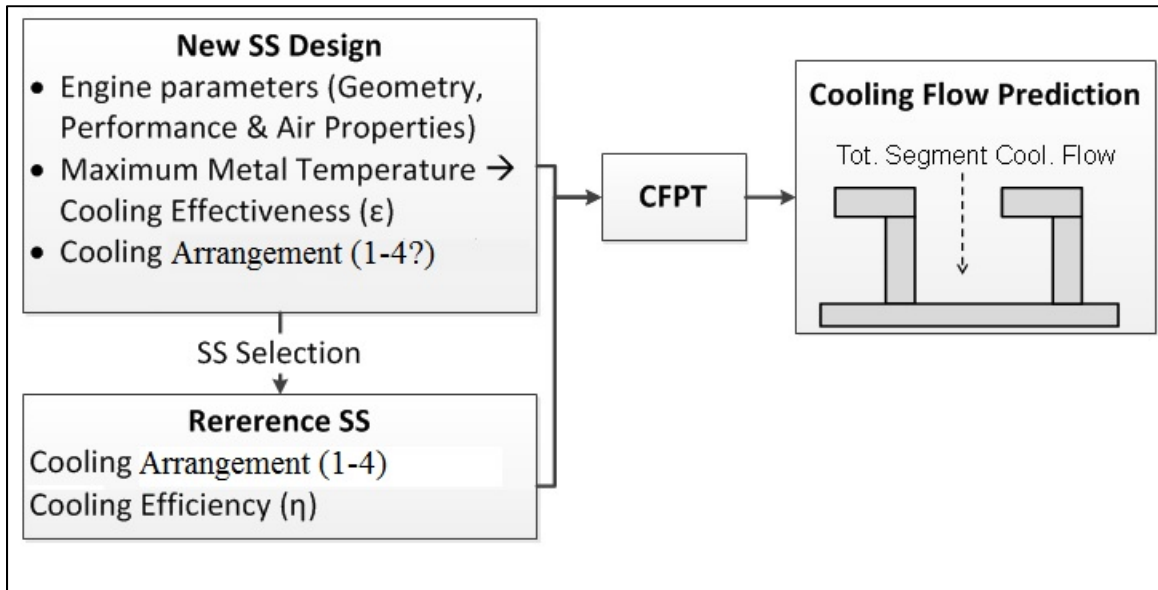 New SS Design
• Engine parameters (Geometry,
Performance & Air Properties)
• Maximum Metal Temperature →
Cooling Effectiveness (ε)
• Cooling Arrangement (1-4?)
SS Selection
Rererence SS
Cooling Arrangement (1-4)
Cooling Efficiency (η)
CFPT
Cooling Flow Prediction
Tot. Segment Cool. Flow